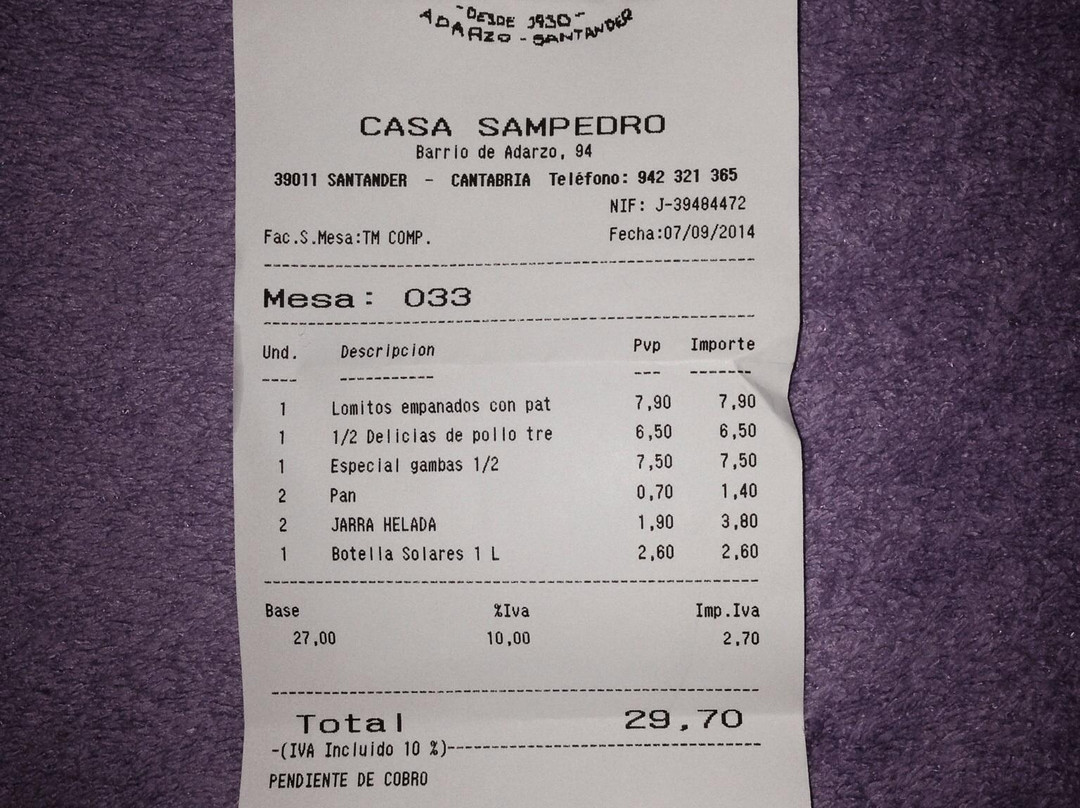 -DESDE 1930-
ADARZO - SANTANDER
CASA SAMPEDRO
Barrio de Adarzo, 94
39011 SANTANDER - CANTABRIA Teléfono: 942 321 365
NIF: J-39484472
Fac.S.Mesa:TM COMP. Fecha:07/09/2014
Mesa: 033
Und. Descripcion Pvp Importe
1 Lomitos empanados con pat 7,90 7,90
1 1/2 Delicias de pollo tre 6,50 6,50
1 Especial gambas 1/2 7,50 7,50
2 Pan 0,70 1,40
2 JARRA HELADA 1,90 3,80
1 Botella Solares 1 L 2,60 2,60
Base %Iva Imp.Iva
27,00 10,00 2,70
Total 29,70
-(IVA Incluido 10 %)-
PENDIENTE DE COBRO